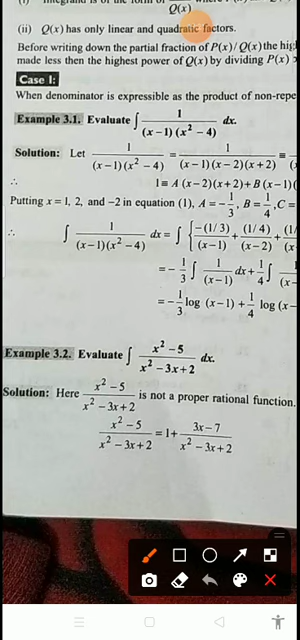 (i) Integrand is of the form of
Q(x)
(ii) Q(x) has only linear and quadratic factors.
Before writing down the partial fraction of P(x)/Q(x) the
made less then the highest power of Q(x) by dividing P(x)
Case I:
When denominator is expressible as the product of
Example 3.1. Evaluate ∫ 1/((x−1)(x²−4)) dx.
Solution: Let 1/((x−1)(x²−4)) = 1/((x−1)(x−2)(x+2)) ≡
∴ 1 ≡ A(x−2)(x+2)+B(x−1)(
Putting x=1, 2, and −2 in equation (1), A=−1/3, B=1/4, C=
∴ ∫ 1/((x−1)(x²−4)) dx = ∫ {−(1/3)/(x−1) + (1/4)/(x−2) + (1/
=−1/3 ∫ 1/(x−1) dx+1/4 ∫
=−1/3 log (x−1)+1/4 log (x−
Example 3.2. Evaluate ∫ (x²−5)/(x²−3x+2) dx.
Solution: Here (x²−5)/(x²−3x+2) is not a proper rational function.
(x²−5)/(x²−3x+2) = 1+ (3x−7)/(x²−3x+2)